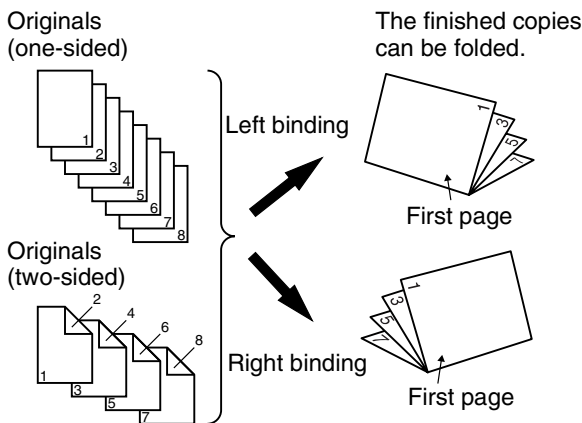 Originals
(one-sided)
1
2
3
4
5
6
7
8
Originals
(two-sided)
2
4
6
8
1
3
5
7
Left binding
Right binding
The finished copies
can be folded.
1
3
5
7
First page
1
3
5
7
First page